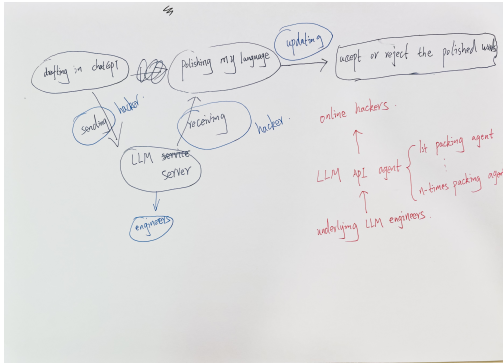 drafting in chatGPT
polishing my language
updating
accept or reject the polished words
sending
hacker
receiving
hacker.
LLM service
server
engineers
online hackers.
LLM API agent
1st packing agent
n-times packing agent
underlying LLM engineers.